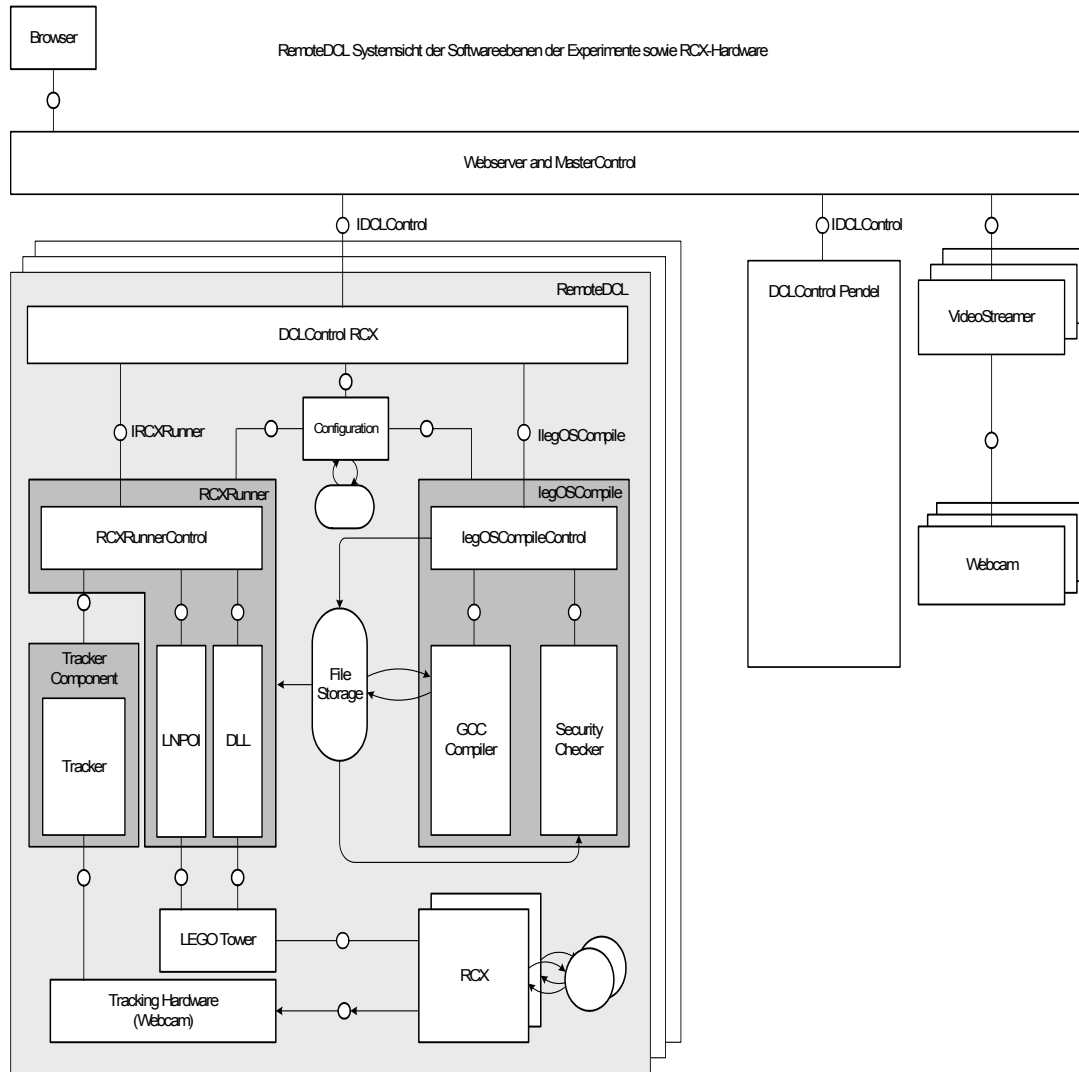 Browser
RemoteDCL Systemsicht der Softwareebenen der Experimente sowie RCX-Hardware
Webserver and MasterControl
IDCLControl
IDCLControl
RemoteDCL
DCLControl Pendel
VideoStreamer
DCLControl RCX
Configuration
IRCXRunner
IlegOSCompile
RCXRunner
legOSCompile
RCXRunnerControl
legOSCompileControl
Webcam
Tracker
Component
File
Storage
LNPOI
DLL
GCC
Compiler
Security
Checker
Tracker
LEGO Tower
RCX
Tracking Hardware
(Webcam)